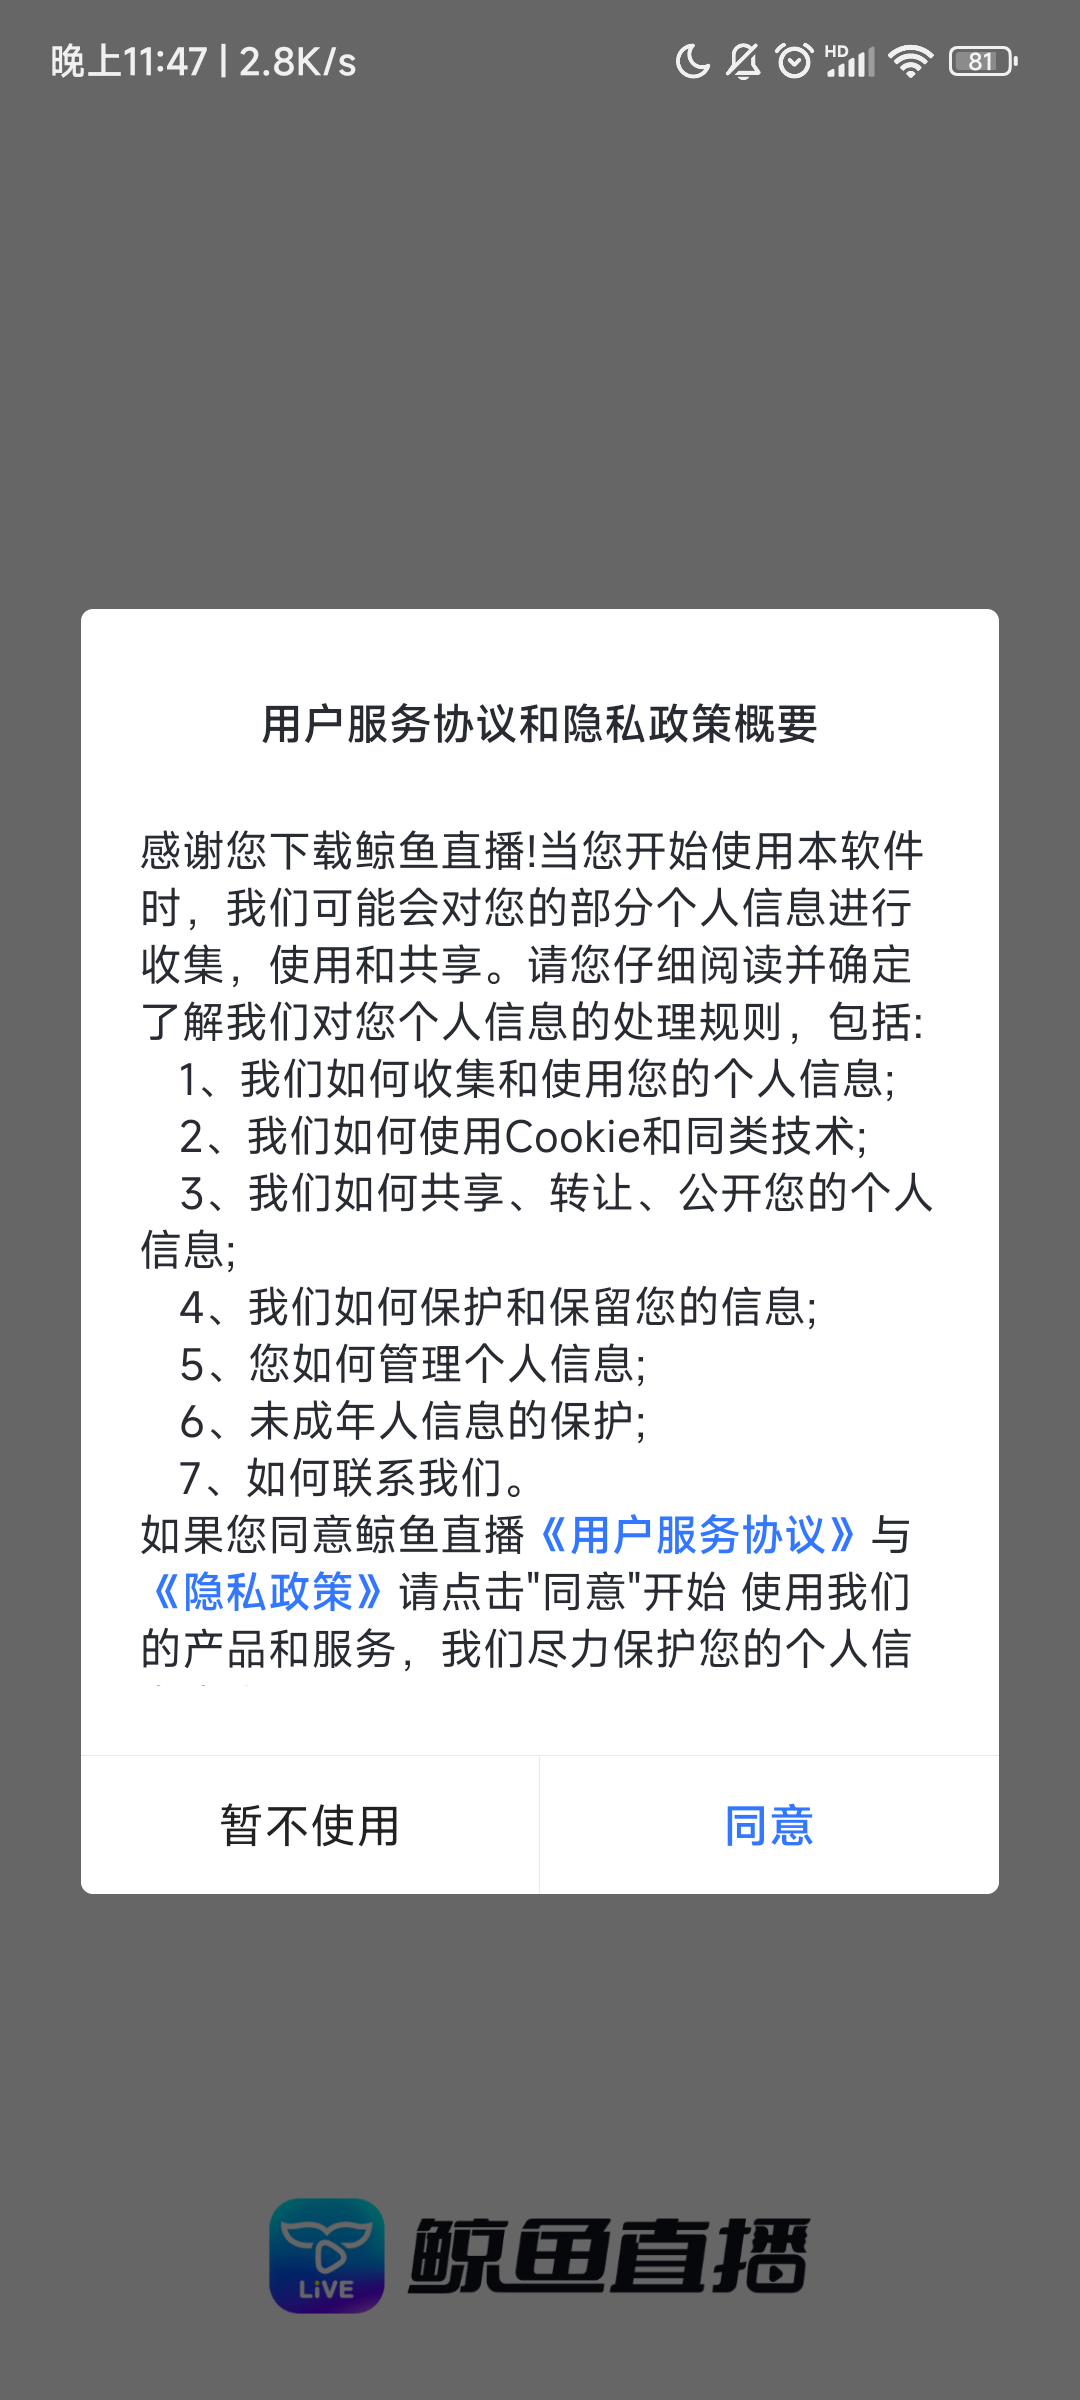 晚上11:47 | 2.8K/s
HD
81
用户服务协议和隐私政策概要
感谢您下载鲸鱼直播!当您开始使用本软件
时，我们可能会对您的部分个人信息进行
收集，使用和共享。请您仔细阅读并确定
了解我们对您个人信息的处理规则，包括:
1、我们如何收集和使用您的个人信息;
2、我们如何使用Cookie和同类技术;
3、我们如何共享、转让、公开您的个人
信息;
4、我们如何保护和保留您的信息;
5、您如何管理个人信息;
6、未成年人信息的保护;
7、如何联系我们。
如果您同意鲸鱼直播《用户服务协议》与
《隐私政策》请点击"同意"开始 使用我们
的产品和服务，我们尽力保护您的个人信
暂不使用
同意
LiVE
鲸鱼直播